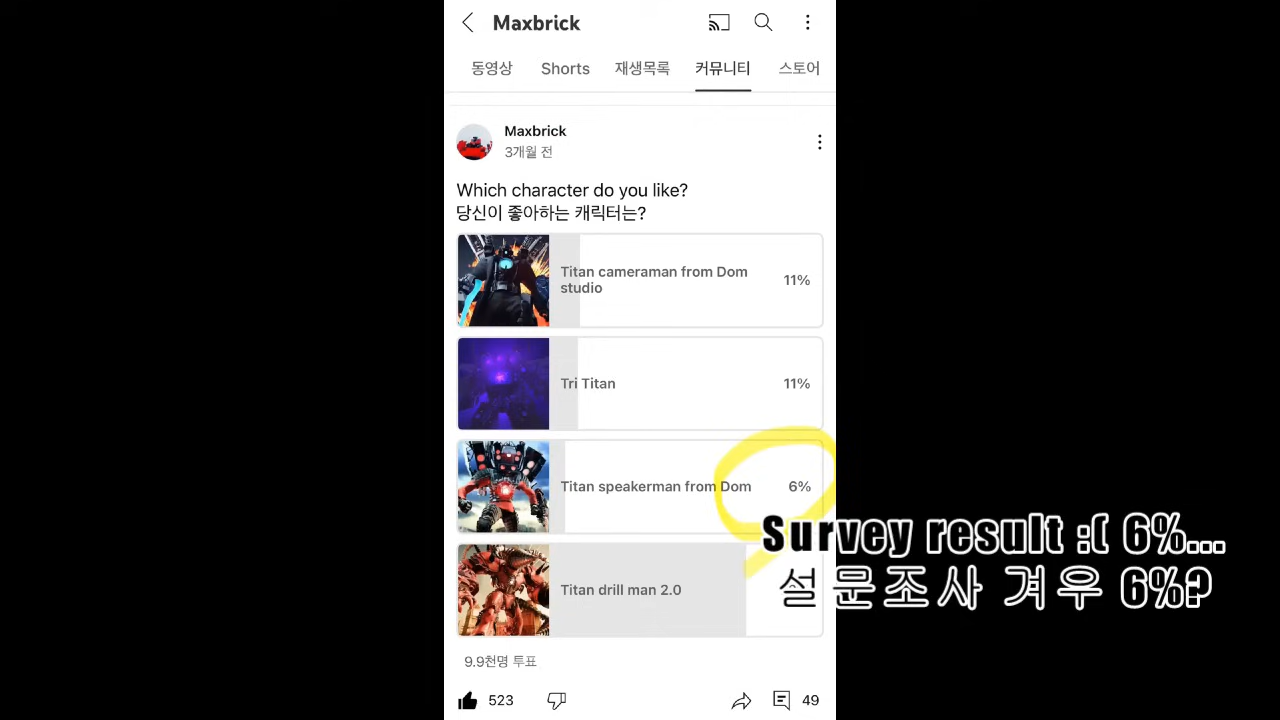 Maxbrick
동영상 Shorts 재생목록 커뮤니티 스토어
Maxbrick
3개월 전
Which character do you like?
당신이 좋아하는 캐릭터는?
Titan cameraman from Dom
studio
11%
Tri Titan 11%
Titan speakerman from Dom 6%
Survey result :( 6%...
설문조사 겨우 6%?
Titan drill man 2.0
9.9천명 투표
523 49